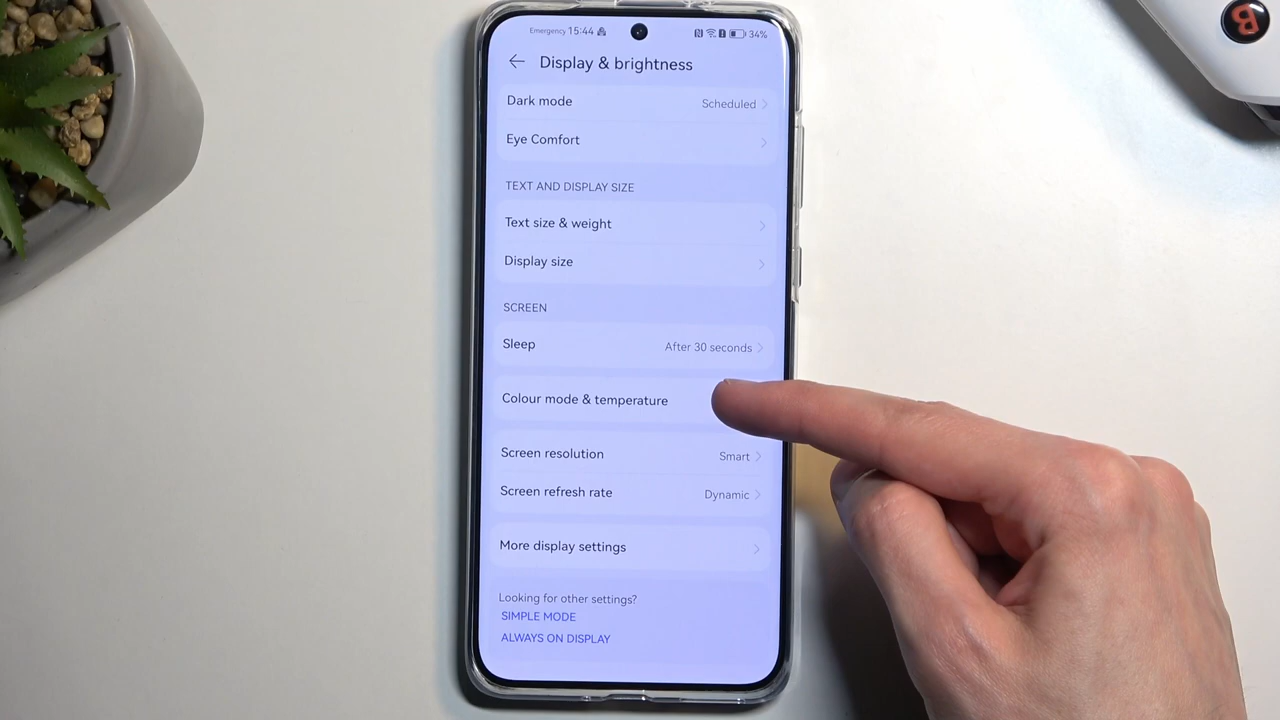 Emergency 15:44 34%
Display & brightness
Dark mode Scheduled
Eye Comfort
TEXT AND DISPLAY SIZE
Text size & weight
Display size
SCREEN
Sleep After 30 seconds
Colour mode & temperature
Screen resolution Smart
Screen refresh rate Dynamic
More display settings
Looking for other settings?
SIMPLE MODE
ALWAYS ON DISPLAY